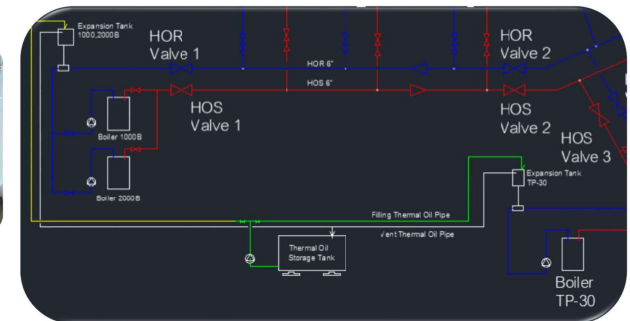 Expansion Tank
1000,2000B
HOR
Valve 1
HOR 6"
HOS 6"
HOR
Valve 2
HOS
Valve 1
HOS
Valve 2
HOS
Valve 3
Boiler 1000B
Boiler 2000B
Expansion Tank
TP-30
Filling Thermal Oil Pipe
Vent Thermal Oil Pipe
Thermal Oil
Storage Tank
Boiler
TP-30